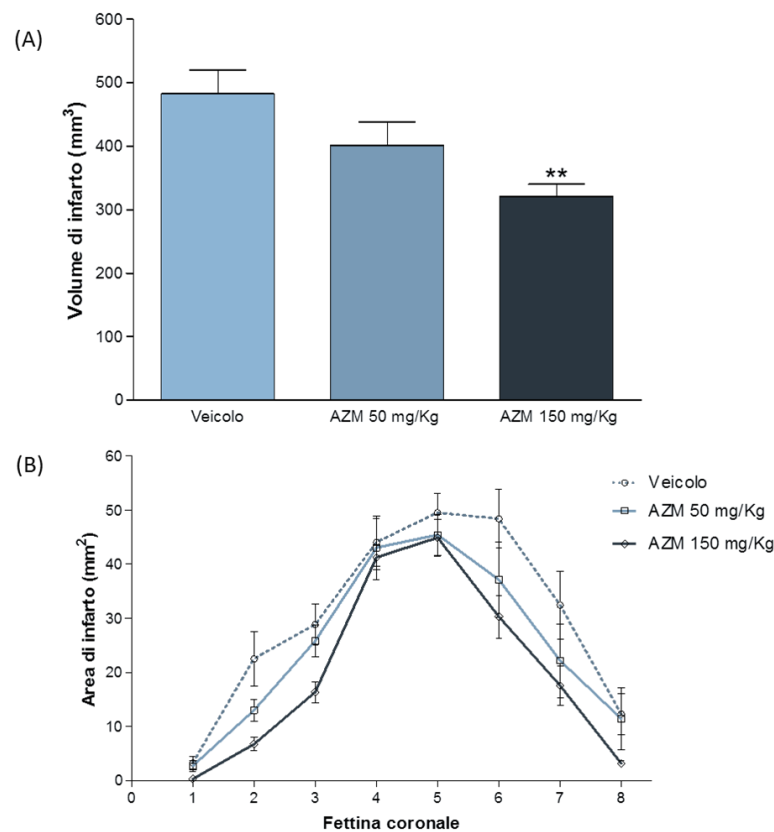 (A)
Volume di infarto (mm³)
600
500
400
300
200
100
0
**
Veicolo
AZM 50 mg/Kg
AZM 150 mg/Kg
(B)
Area di infarto (mm²)
60
50
40
30
20
10
0
0 1 2 3 4 5 6 7 8
Fettina coronale
Veicolo
AZM 50 mg/Kg
AZM 150 mg/Kg